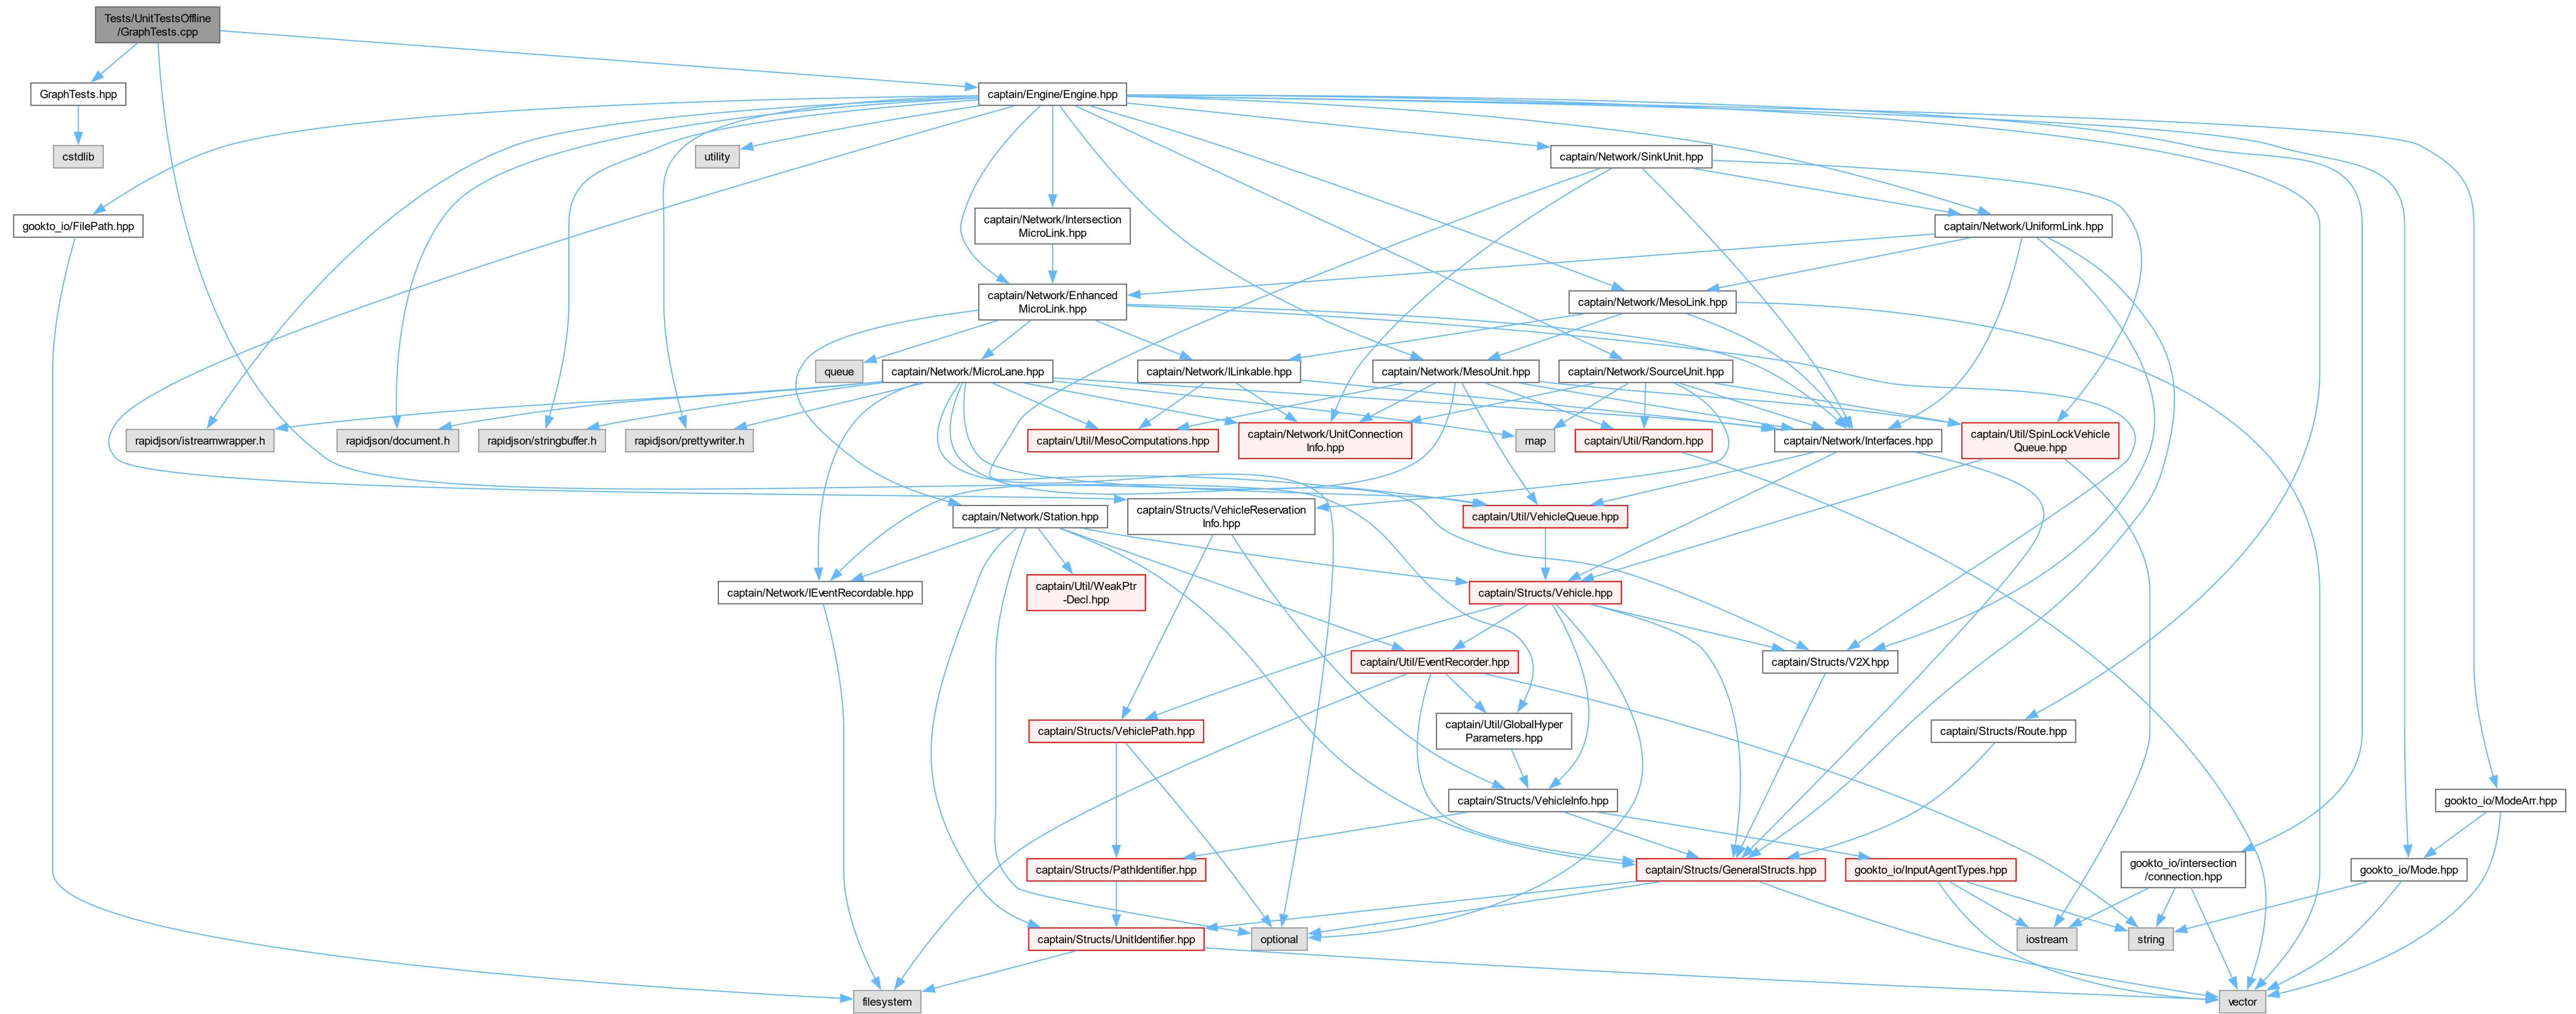 Tests/UnitTestsOffline
/GraphTests.cpp
GraphTests.hpp
captain/Engine/Engine.hpp
cstdlib
utility
captain/Network/SinkUnit.hpp
gookto_io/FilePath.hpp
captain/Network/Intersection
MicroLink.hpp
captain/Network/UniformLink.hpp
captain/Network/Enhanced
MicroLink.hpp
captain/Network/MesoLink.hpp
queue
captain/Network/MicroLane.hpp
captain/Network/ILinkable.hpp
captain/Network/MesoUnit.hpp
captain/Network/SourceUnit.hpp
rapidjson/istreamwrapper.h
rapidjson/document.h
rapidjson/stringbuffer.h
rapidjson/prettywriter.h
captain/Util/MesoComputations.hpp
captain/Network/UnitConnection
Info.hpp
map
captain/Util/Random.hpp
captain/Network/Interfaces.hpp
captain/Util/SpinLockVehicle
Queue.hpp
captain/Network/Station.hpp
captain/Structs/VehicleReservation
Info.hpp
captain/Util/VehicleQueue.hpp
captain/Network/IEventRecordable.hpp
captain/Util/WeakPtr
-Decl.hpp
captain/Structs/Vehicle.hpp
captain/Util/EventRecorder.hpp
captain/Structs/V2X.hpp
captain/Structs/VehiclePath.hpp
captain/Util/GlobalHyper
Parameters.hpp
captain/Structs/Route.hpp
captain/Structs/VehicleInfo.hpp
gookto_io/ModeArr.hpp
captain/Structs/PathIdentifier.hpp
captain/Structs/GeneralStructs.hpp
gookto_io/InputAgentTypes.hpp
gookto_io/intersection
/connection.hpp
gookto_io/Mode.hpp
captain/Structs/UnitIdentifier.hpp
optional
iostream
string
filesystem
vector